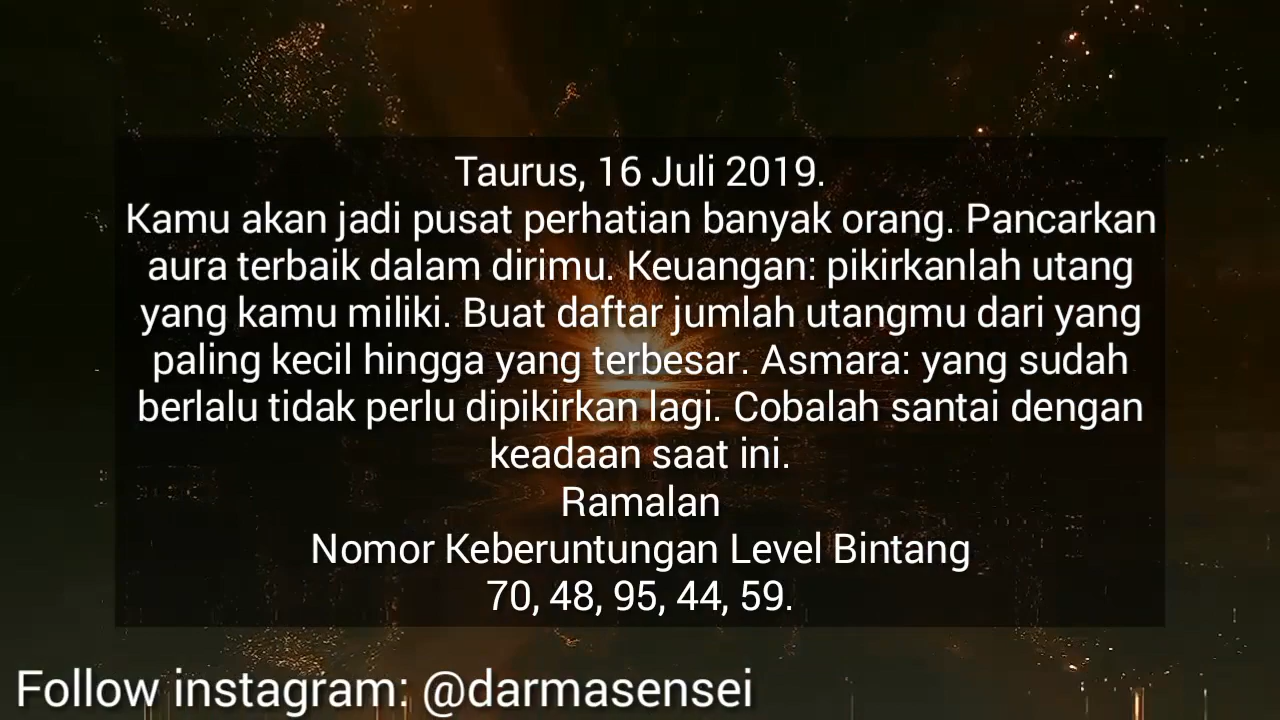 Taurus, 16 Juli 2019.
Kamu akan jadi pusat perhatian banyak orang. Pancarkan
aura terbaik dalam dirimu. Keuangan: pikirkanlah utang
yang kamu miliki. Buat daftar jumlah utangmu dari yang
paling kecil hingga yang terbesar. Asmara: yang sudah
berlalu tidak perlu dipikirkan lagi. Cobalah santai dengan
keadaan saat ini.
Ramalan
Nomor Keberuntungan Level Bintang
70, 48, 95, 44, 59.
Follow instagram: @darmasensei